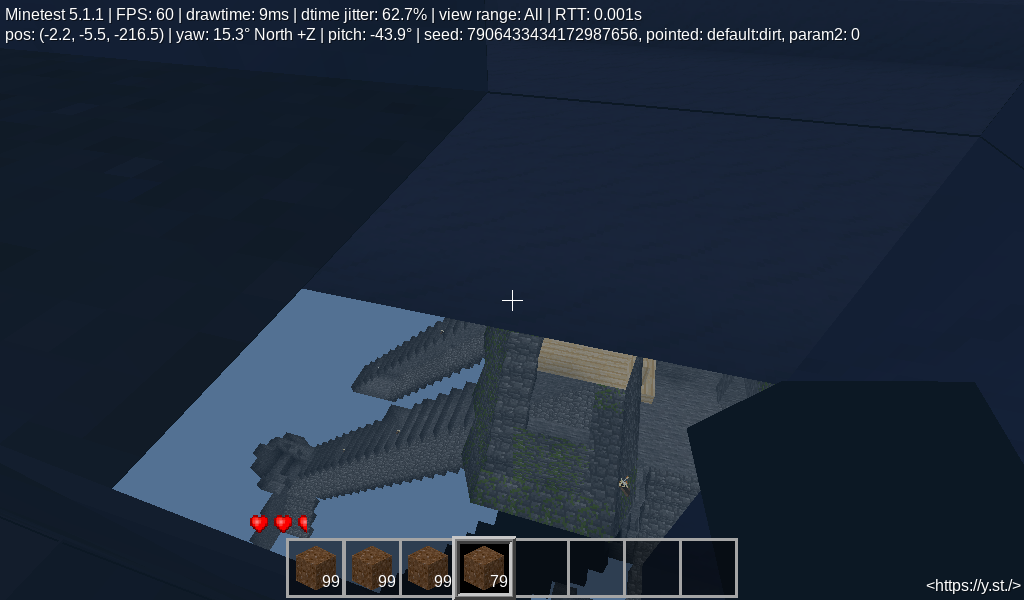 Minetest 5.1.1 | FPS: 60 | drawtime: 9ms | dtime jitter: 62.7% | view range: All | RTT: 0.001s
pos: (-2.2, -5.5, -216.5) | yaw: 15.3° North +Z | pitch: -43.9° | seed: 7906433434172987656, pointed: default:dirt, param2: 0
99 99 99 79
<https://y.st./>